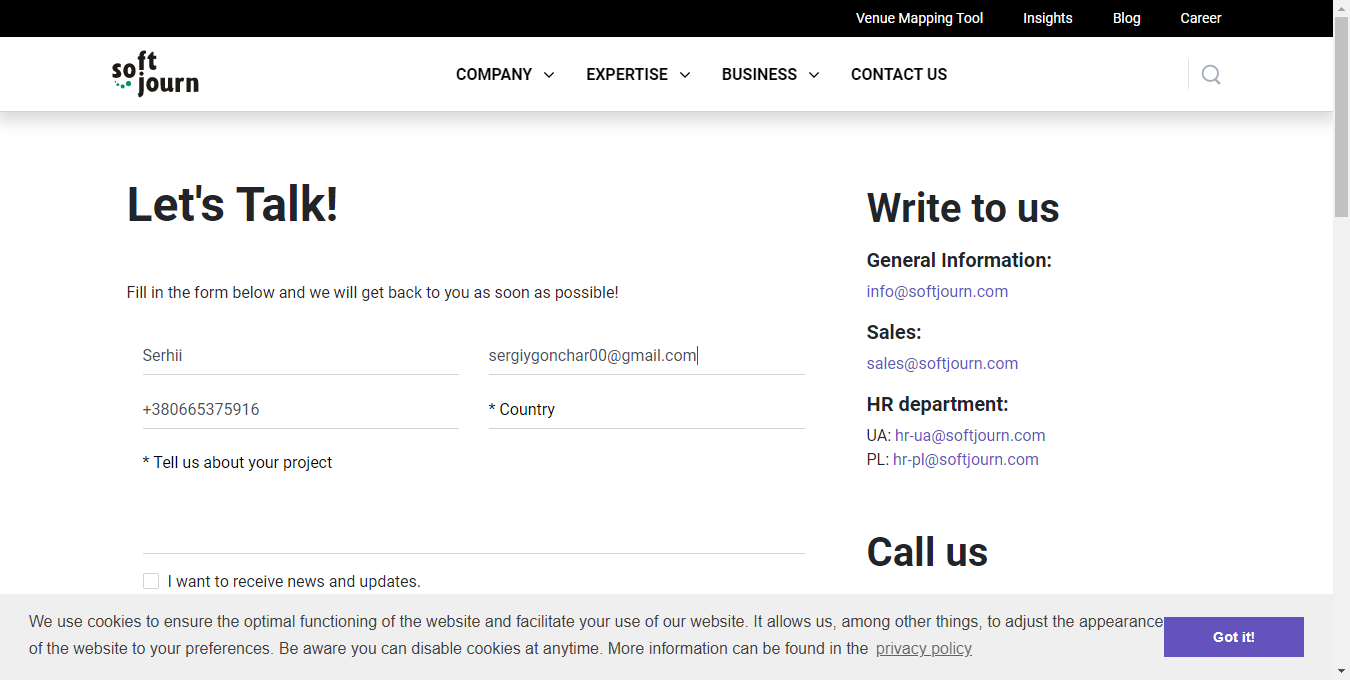 Venue Mapping Tool Insights Blog Career
soft
journ
COMPANY EXPERTISE BUSINESS CONTACT US
Let's Talk!
Fill in the form below and we will get back to you as soon as possible!
Serhii sergiygonchar00@gmail.com
+380665375916 * Country
* Tell us about your project
I want to receive news and updates.
Write to us
General Information:
info@softjourn.com
Sales:
sales@softjourn.com
HR department:
UA: hr-ua@softjourn.com
PL: hr-pl@softjourn.com
Call us
We use cookies to ensure the optimal functioning of the website and facilitate your use of our website. It allows us, among other things, to adjust the appearance
of the website to your preferences. Be aware you can disable cookies at anytime. More information can be found in the privacy policy
Got it!